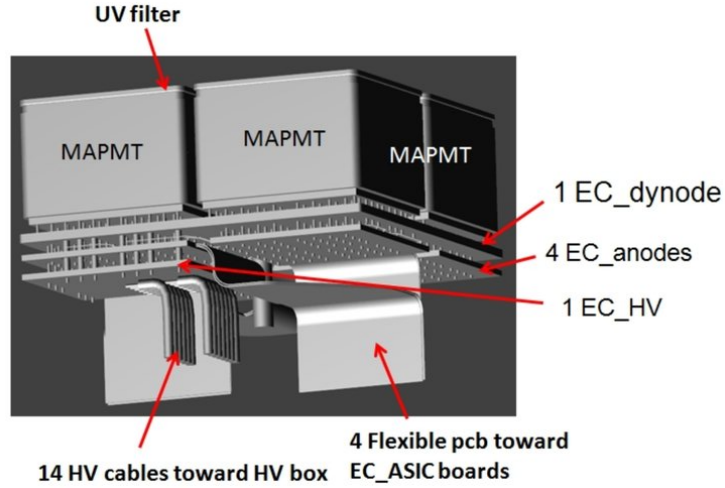 UV filter
MAPMT
MAPMT
MAPMT
1 EC_dynode
4 EC_anodes
1 EC_HV
4 Flexible pcb toward
EC_ASIC boards
14 HV cables toward HV box